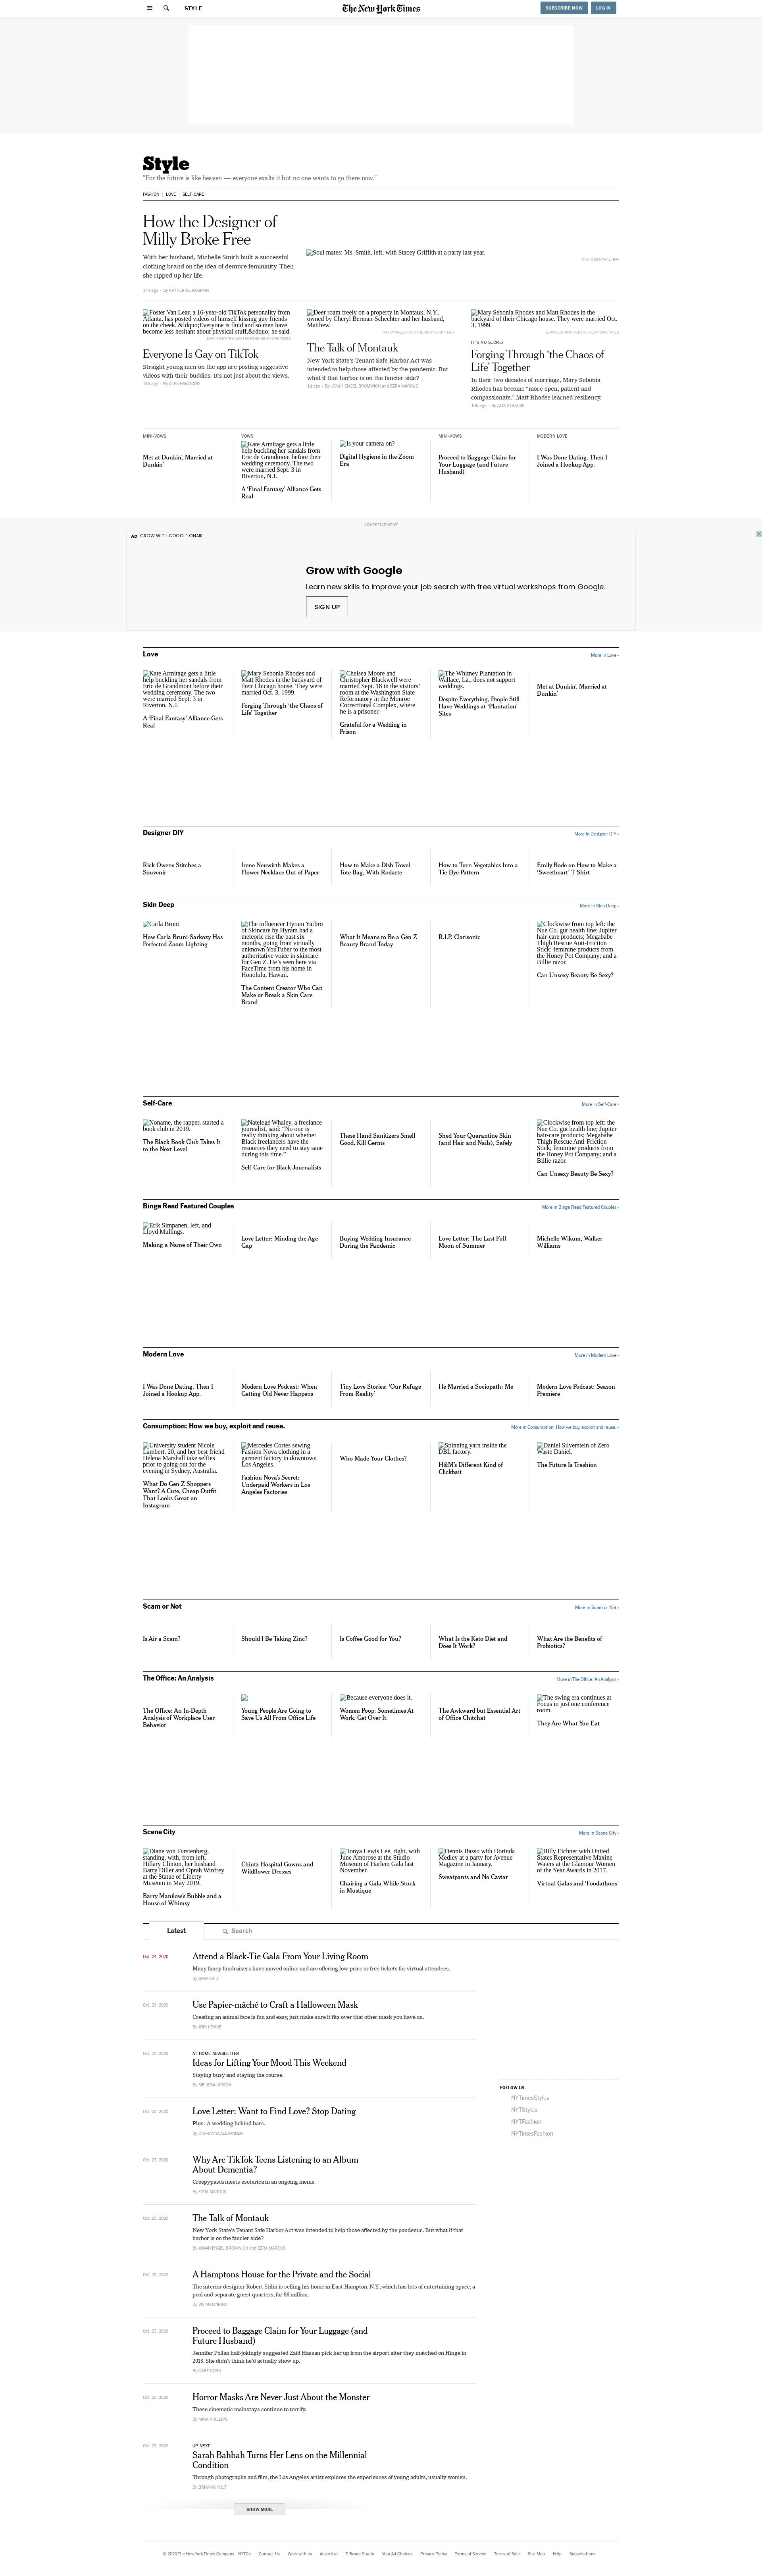 STYLE
The New York Times
SUBSCRIBE NOW
LOG IN
Style
"For the future is like heaven — everyone exalts it but no one wants to go there now."
FASHION
LOVE
SELF-CARE
How the Designer of
Milly Broke Free
With her husband, Michelle Smith built a successful
clothing brand on the idea of demure femininity. Then
she ripped up her life.
14h ago · By KATHERINE ROSMAN
Soul mates: Ms. Smith, left, with Stacey Griffith at a party last year.
Foster Van Lear, a 16-year-old TikTok personality from
Atlanta, has posted videos of himself kissing guy friends
on the cheek. &ldquo;Everyone is fluid and so men have
become less hesitant about physical stuff,&rdquo; he said.
Everyone Is Gay on TikTok
Straight young men on the app are posting suggestive
videos with their buddies. It's not just about the views.
18h ago · By ALEX HAWGOOD
Deer roam freely on a property in Montauk, N.Y.,
owned by Cheryl Berman-Schechter and her husband,
Matthew.
The Talk of Montauk
New York State's Tenant Safe Harbor Act was
intended to help those affected by the pandemic. But
what if that harbor is on the fancier side?
1d ago · By JONAH ENGEL BROMWICH and EZRA MARCUS
Mary Sebonia Rhodes and Matt Rhodes in the
backyard of their Chicago house. They were married Oct.
3, 1999.
IT'S NO SECRET
Forging Through 'the Chaos of
Life' Together
In their two decades of marriage, Mary Sebonia
Rhodes has become "more open, patient and
compassionate." Matt Rhodes learned resiliency.
17h ago · By ALIX STRAUSS
MINI-VOWS
Met at Dunkin', Married at
Dunkin'
VOWS
Kate Armitage gets a little
help buckling her sandals from
Eric de Grandmont before their
wedding ceremony. The two
were married Sept. 3 in
Riverton, N.J.
A 'Final Fantasy' Alliance Gets
Real
Is your camera on?
Digital Hygiene in the Zoom
Era
MINI-VOWS
Proceed to Baggage Claim for
Your Luggage (and Future
Husband)
MODERN LOVE
I Was Done Dating. Then I
Joined a Hookup App.
ADVERTISEMENT
AD GROW WITH GOOGLE ONAIR
Grow with Google
Learn new skills to improve your job search with free virtual workshops from Google.
SIGN UP
Love
More in Love ›
Kate Armitage gets a little
help buckling her sandals from
Eric de Grandmont before their
wedding ceremony. The two
were married Sept. 3 in
Riverton, N.J.
A 'Final Fantasy' Alliance Gets
Real
Mary Sebonia Rhodes and
Matt Rhodes in the backyard of
their Chicago house. They were
married Oct. 3, 1999.
Forging Through 'the Chaos of
Life' Together
Chelsea Moore and
Christopher Blackwell were
married Sept. 18 in the visitors'
room at the Washington State
Reformatory in the Monroe
Correctional Complex, where
he is a prisoner.
Grateful for a Wedding in
Prison
The Whitney Plantation in
Wallace, La., does not support
weddings.
Despite Everything, People Still
Have Weddings at 'Plantation'
Sites
Met at Dunkin', Married at
Dunkin'
Designer DIY
More in Designer DIY ›
Rick Owens Stitches a
Souvenir
Irene Neuwirth Makes a
Flower Necklace Out of Paper
How to Make a Dish Towel
Tote Bag, With Rodarte
How to Turn Vegetables Into a
Tie-Dye Pattern
Emily Bode on How to Make a
'Sweetheart' T-Shirt
Skin Deep
More in Skin Deep ›
Carla Bruni
How Carla Bruni-Sarkozy Has
Perfected Zoom Lighting
The influencer Hyram Yarbro
of Skincare by Hyram had a
meteoric rise the past six
months, going from virtually
unknown YouTuber to the most
authoritative voice in skincare
for Gen Z. He's seen here via
FaceTime from his home in
Honolulu, Hawaii.
The Content Creator Who Can
Make or Break a Skin Care
Brand
What It Means to Be a Gen Z
Beauty Brand Today
R.I.P. Clarisonic
Clockwise from top left: the
Nue Co. gut health line; Jupiter
hair-care products; Megababe
Thigh Rescue Anti-Friction
Stick; feminine products from
the Honey Pot Company; and a
Billie razor.
Can Unsexy Beauty Be Sexy?
Self-Care
More in Self-Care ›
Noname, the rapper, started a
book club in 2019.
The Black Book Club Takes It
to the Next Level
Natelegé Whaley, a freelance
journalist, said: "No one is
really thinking about whether
Black freelancers have the
resources they need to stay sane
during this time."
Self-Care for Black Journalists
These Hand Sanitizers Smell
Good, Kill Germs
Shed Your Quarantine Skin
(and Hair and Nails), Safely
Clockwise from top left: the
Nue Co. gut health line; Jupiter
hair-care products; Megababe
Thigh Rescue Anti-Friction
Stick; feminine products from
the Honey Pot Company; and a
Billie razor.
Can Unsexy Beauty Be Sexy?
Binge Read Featured Couples
More in Binge Read Featured Couples ›
Erik Simpanen, left, and
Lloyd Mullings.
Making a Name of Their Own
Love Letter: Minding the Age
Gap
Buying Wedding Insurance
During the Pandemic
Love Letter: The Last Full
Moon of Summer
Michelle Wikum, Walker
Williams
Modern Love
More in Modern Love ›
I Was Done Dating. Then I
Joined a Hookup App.
Modern Love Podcast: When
Getting Old Never Happens
Tiny Love Stories: 'Our Refuge
From Reality'
He Married a Sociopath: Me
Modern Love Podcast: Season
Premiere
Consumption: How we buy, exploit and reuse.
More in Consumption: How we buy, exploit and reuse. ›
University student Nicole
Lambert, 20, and her best friend
Helena Marshall take selfies
prior to going out for the
evening in Sydney, Australia.
What Do Gen Z Shoppers
Want? A Cute, Cheap Outfit
That Looks Great on
Instagram
Mercedes Cortes sewing
Fashion Nova clothing in a
garment factory in downtown
Los Angeles.
Fashion Nova's Secret:
Underpaid Workers in Los
Angeles Factories
Who Made Your Clothes?
Spinning yarn inside the
DBL factory.
H&M's Different Kind of
Clickbait
Daniel Silverstein of Zero
Waste Daniel.
The Future Is Trashion
Scam or Not
More in Scam or Not ›
Is Air a Scam?
Should I Be Taking Zinc?
Is Coffee Good for You?
What Is the Keto Diet and
Does It Work?
What Are the Benefits of
Probiotics?
The Office: An Analysis
More in The Office: An Analysis ›
The Office: An In-Depth
Analysis of Workplace User
Behavior
Young People Are Going to
Save Us All From Office Life
Because everyone does it.
Women Poop. Sometimes At
Work. Get Over It.
The Awkward but Essential Art
of Office Chitchat
The swing era continues at
Focus in just one conference
room.
They Are What You Eat
Scene City
More in Scene City ›
Diane von Furstenberg,
standing, with, from left,
Hillary Clinton, her husband
Barry Diller and Oprah Winfrey
at the Statue of Liberty
Museum in May 2019.
Barry Manilow's Bubble and a
House of Whimsy
Chintz Hospital Gowns and
Wildflower Dresses
Tonya Lewis Lee, right, with
June Ambrose at the Studio
Museum of Harlem Gala last
November.
Chairing a Gala While Stuck
in Mustique
Dennis Basso with Dorinda
Medley at a party for Avenue
Magazine in January.
Sweatpants and No Caviar
Billy Eichner with United
States Representative Maxine
Waters at the Glamour Women
of the Year Awards in 2017.
Virtual Galas and 'Foodathons'
Latest
Search
Oct. 24, 2020
Attend a Black-Tie Gala From Your Living Room
Many fancy fundraisers have moved online and are offering low-price or free tickets for virtual attendees.
By SARA ARIDI
Oct. 23, 2020
Use Papier-mâché to Craft a Halloween Mask
Creating an animal face is fun and easy, just make sure it fits over that other mask you have on.
By JODI LEVINE
Oct. 23, 2020
AT HOME NEWSLETTER
Ideas for Lifting Your Mood This Weekend
Staying busy and staying the course.
By MELISSA KIRSCH
Oct. 23, 2020
Love Letter: Want to Find Love? Stop Dating
Plus: A wedding behind bars.
By CHARANNA ALEXANDER
Oct. 23, 2020
Why Are TikTok Teens Listening to an Album
About Dementia?
Creepypasta meets esoterica in an ongoing meme.
By EZRA MARCUS
Oct. 23, 2020
The Talk of Montauk
New York State's Tenant Safe Harbor Act was intended to help those affected by the pandemic. But what if that
harbor is on the fancier side?
By JONAH ENGEL BROMWICH and EZRA MARCUS
Oct. 23, 2020
A Hamptons House for the Private and the Social
The interior designer Robert Stilin is selling his home in East Hampton, N.Y., which has lots of entertaining space, a
pool and separate guest quarters, for $6 million.
By VIVIAN MARINO
Oct. 23, 2020
Proceed to Baggage Claim for Your Luggage (and
Future Husband)
Jennifer Pollan half-jokingly suggested Zaid Hassan pick her up from the airport after they matched on Hinge in
2018. She didn't think he'd actually show up.
By GABE COHN
Oct. 23, 2020
Horror Masks Are Never Just About the Monster
These cinematic mainstays continue to terrify.
By MAYA PHILLIPS
Oct. 23, 2020
UP NEXT
Sarah Bahbah Turns Her Lens on the Millennial
Condition
Through photographs and film, the Los Angeles artist explores the experiences of young adults, usually women.
By BRIANNA HOLT
SHOW MORE
FOLLOW US
NYTimesStyles
NYTStyles
NYTFashion
NYTimesFashion
© 2020 The New York Times Company
NYTCo
Contact Us
Work with us
Advertise
T Brand Studio
Your Ad Choices
Privacy Policy
Terms of Service
Terms of Sale
Site Map
Help
Subscriptions